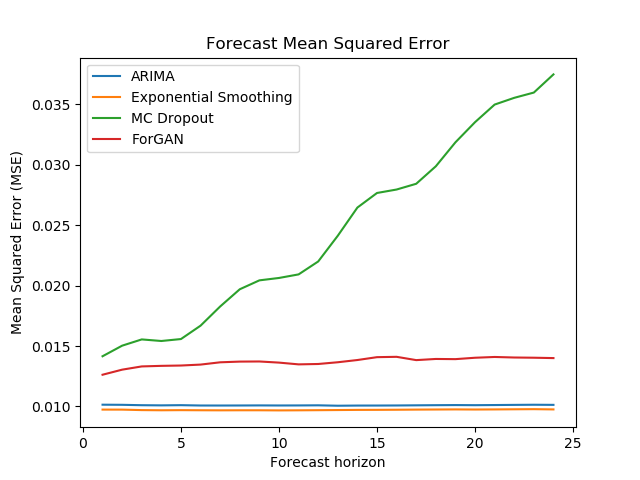 Forecast Mean Squared Error
ARIMA
Exponential Smoothing
MC Dropout
ForGAN
Mean Squared Error (MSE)
0.035
0.030
0.025
0.020
0.015
0.010
0 5 10 15 20 25
Forecast horizon